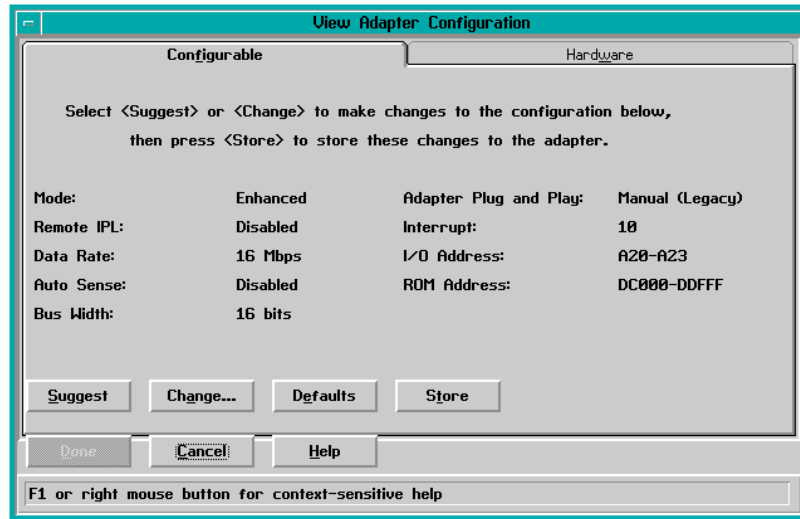 View Adapter Configuration
Configurable Hardware
Select <Suggest> or <Change> to make changes to the configuration below,
then press <Store> to store these changes to the adapter.
Mode: Enhanced Adapter Plug and Play: Manual (Legacy)
Remote IPL: Disabled Interrupt: 10
Data Rate: 16 Mbps I/O Address: A20-A23
Auto Sense: Disabled ROM Address: DC000-DDFFF
Bus Width: 16 bits
Suggest Change... Defaults Store
Done Cancel Help
F1 or right mouse button for context-sensitive help